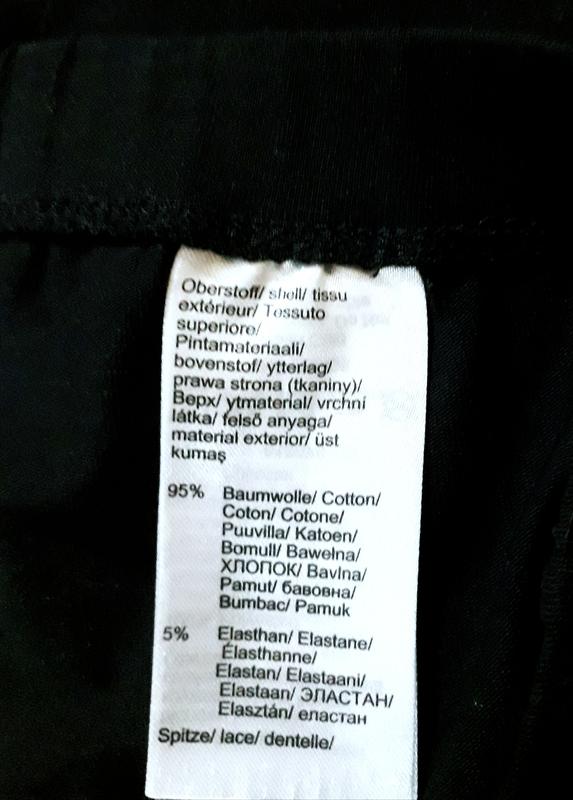 Oberstoff/ shell/ tissu
extérieur/ Tessuto
superiore/
Pintamateriaali/
bovenstof/ ytterlag/
prawa strona (tkaniny)/
Верх/ ytmaterial/ vrchní
látka/ felső anyaga/
material exterior/ üst
kumaş
95% Baumwolle/ Cotton/
Coton/ Cotone/
Puuvilla/ Katoen/
Bomull/ Bawełna/
ХЛОПОК/ Bavlna/
Pamut/ бавовна/
Bumbac/ Pamuk
5% Elasthan/ Elastane/
Élasthanne/
Elastan/ Elastaani/
Elastaan/ ЭЛАСТАН/
Elasztán/ еластан
Spitze/ lace/ dentelle/